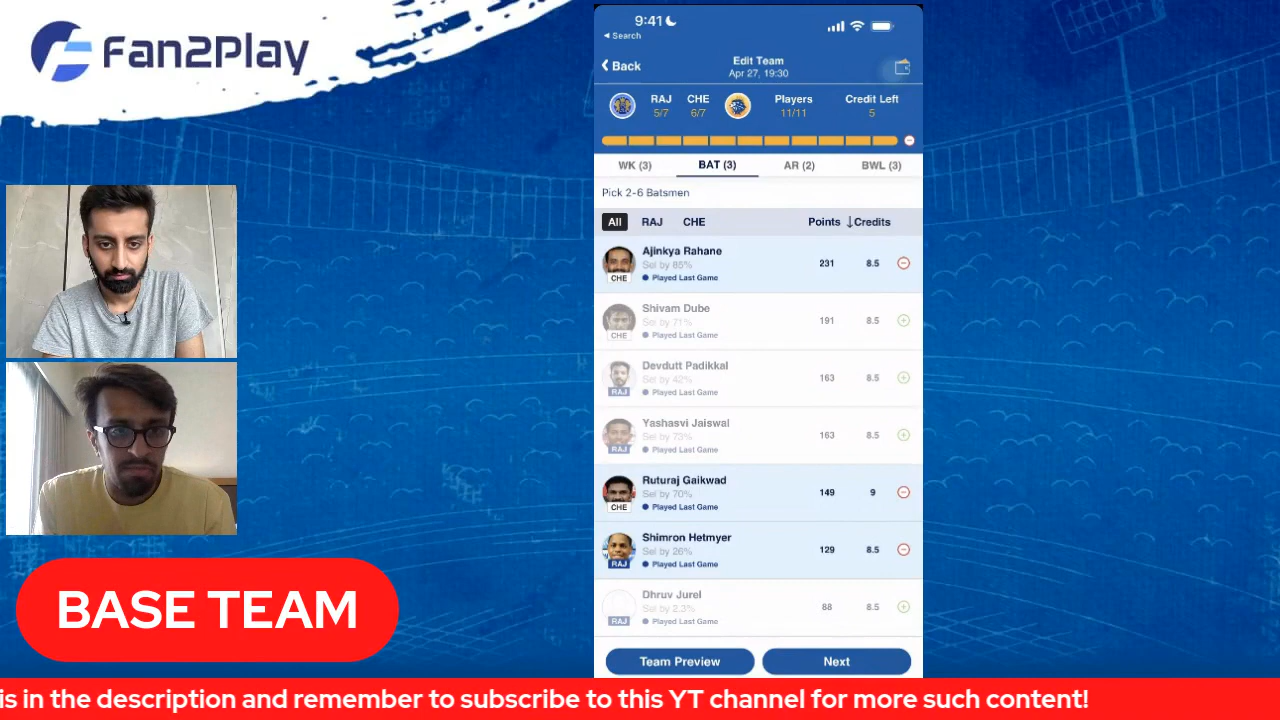 Fan2Play
9:41
Search
Back
Edit Team
Apr 27, 19:30
RAJ
5/7
CHE
6/7
Players
11/11
Credit Left
5
WK (3)
BAT (3)
AR (2)
BWL (3)
Pick 2-6 Batsmen
All
RAJ
CHE
Points
↓Credits
Ajinkya Rahane
Sel by 85%
Played Last Game
CHE
231
8.5
Shivam Dube
Sel by 71%
Played Last Game
CHE
191
8.5
Devdutt Padikkal
Sel by 42%
Played Last Game
RAJ
163
8.5
Yashasvi Jaiswal
Sel by 73%
Played Last Game
RAJ
163
8.5
Ruturaj Gaikwad
Sel by 70%
Played Last Game
CHE
149
9
Shimron Hetmyer
Sel by 26%
Played Last Game
RAJ
129
8.5
Dhruv Jurel
Sel by 2.3%
Played Last Game
RAJ
88
8.5
Team Preview
Next
BASE TEAM
is in the description and remember to subscribe to this YT channel for more such content!